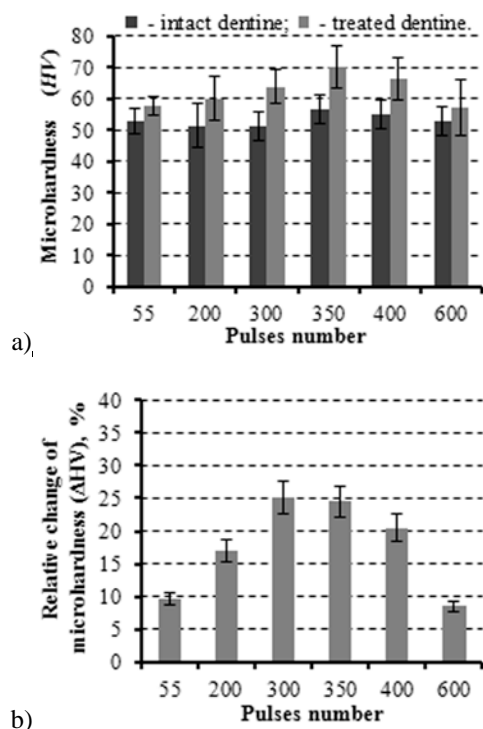 - intact dentine; - treated dentine.
Microhardness (HV)
80
70
60
50
40
30
20
10
0
55 200 300 350 400 600
Pulses number
a)
Relative change of
microhardness (ΔHV), %
40
35
30
25
20
15
10
5
0
55 200 300 350 400 600
Pulses number
b)